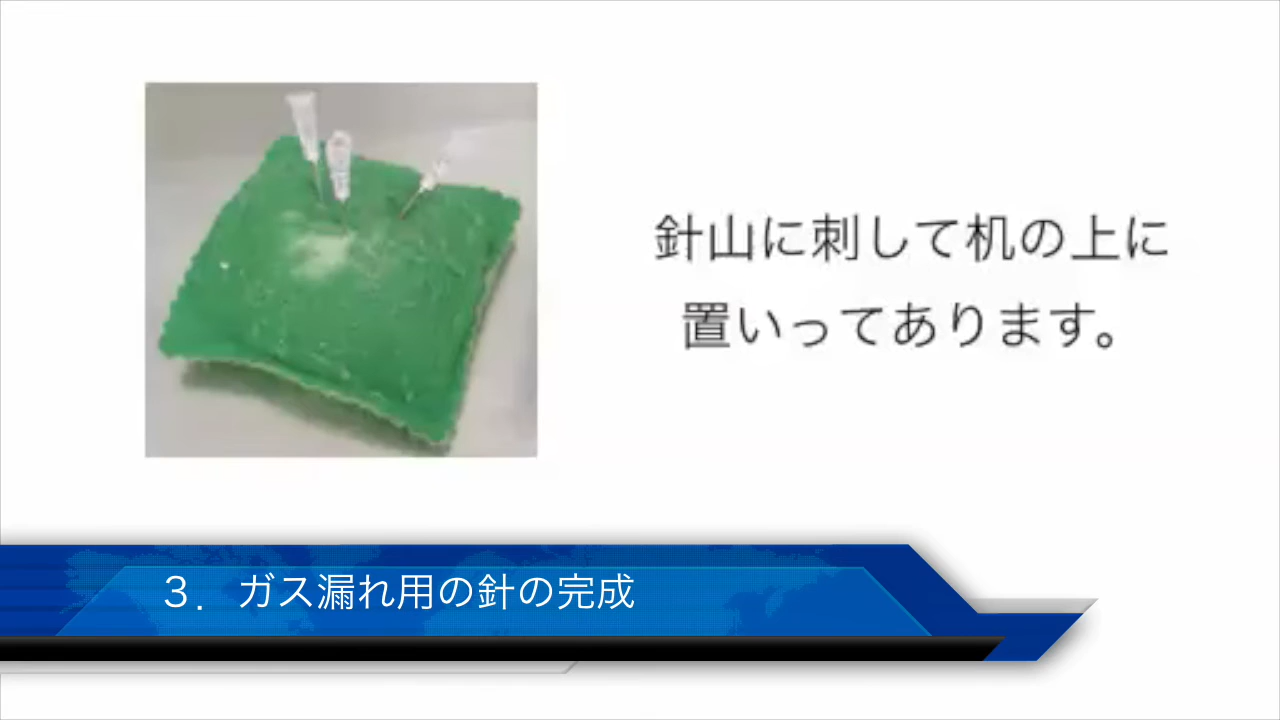 針山に刺して机の上に
置いってあります。
３．ガス漏れ用の針の完成